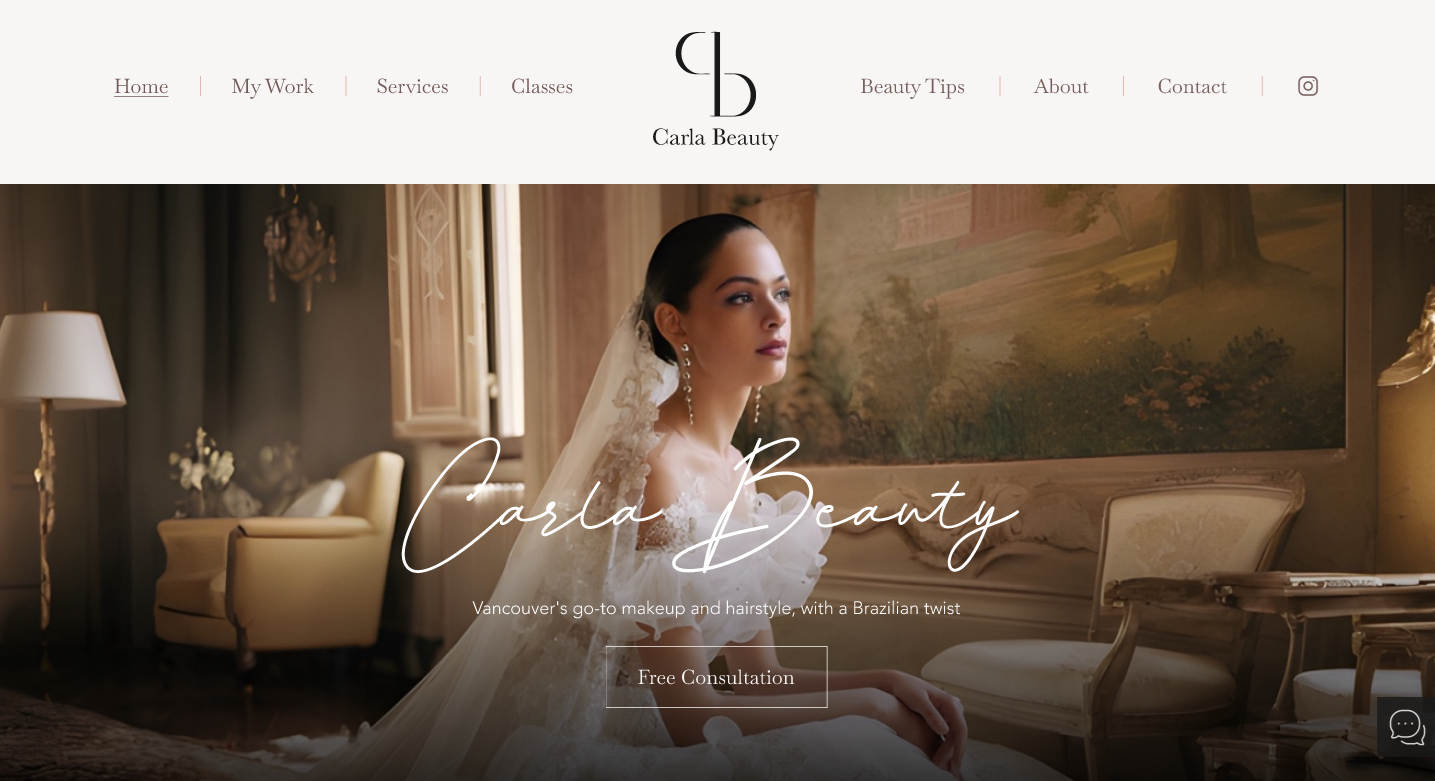 Home
My Work
Services
Classes
Carla Beauty
Beauty Tips
About
Contact
Carla Beauty
Vancouver's go-to makeup and hairstyle, with a Brazilian twist
Free Consultation